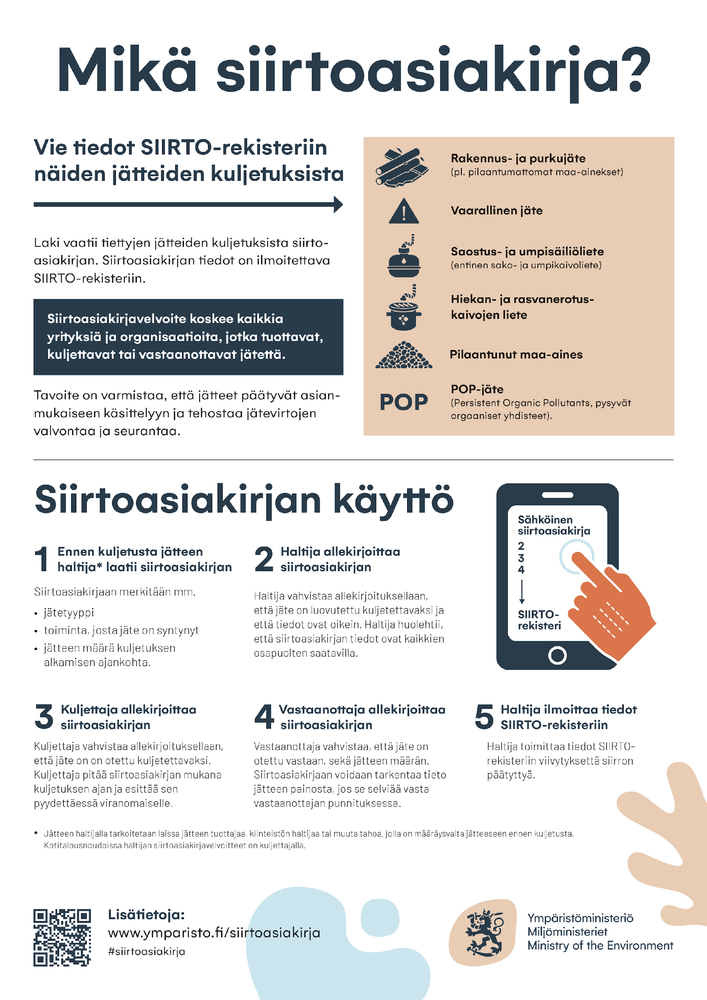 Mikä siirtoasiakirja?
Vie tiedot SIIRTO-rekisteriin
näiden jätteiden kuljetuksista
Laki vaatii tiettyjen jätteiden kuljetuksista siirto-
asiakirjan. Siirtoasiakirjan tiedot on ilmoitettava
SIIRTO-rekisteriin.
Siirtoasiakirjavelvoite koskee kaikkia
yrityksiä ja organisaatioita, jotka tuottavat,
kuljettavat tai vastaanottavat jätettä.
Tavoite on varmistaa, että jätteet päätyvät asian-
mukaiseen käsittelyyn ja tehostaa jätevirtojen
valvontaa ja seurantaa.
Rakennus- ja purkujäte
(pl. pilaantumattomat maa-ainekset)
Vaarallinen jäte
Saostus- ja umpisäiliöliete
(entinen sako- ja umpikaivoliete)
Hiekan- ja rasvanerotus-
kaivojen liete
Pilaantunut maa-aines
POP
POP-jäte
(Persistent Organic Pollutants, pysyvät
orgaaniset yhdisteet).
Siirtoasiakirjan käyttö
1 Ennen kuljetusta jätteen
haltija* laatii siirtoasiakirjan
Siirtoasiakirjaan merkitään mm.
• jätetyyppi
• toiminta, josta jäte on syntynyt
• jätteen määrä kuljetuksen
alkamisen ajankohta.
2 Haltija allekirjoittaa
siirtoasiakirjan
Haltija vahvistaa allekirjoituksellaan,
että jäte on luovutettu kuljetettavaksi ja
että tiedot ovat oikein. Haltija huolehtii,
että siirtoasiakirjan tiedot ovat kaikkien
osapuolten saatavilla.
Sähköinen
siirtoasiakirja
2
3
4
SIIRTO-
rekisteri
3 Kuljettaja allekirjoittaa
siirtoasiakirjan
Kuljettaja vahvistaa allekirjoituksellaan,
että jäte on on otettu kuljetettavaksi.
Kuljettaja pitää siirtoasiakirjan mukana
kuljetuksen ajan ja esittää sen
pyydettäessä viranomaiselle.
4 Vastaanottaja allekirjoittaa
siirtoasiakirjan
Vastaanottaja vahvistaa, että jäte on
otettu vastaan, sekä jätteen määrän.
Siirtoasiakirjaan voidaan tarkentaa tieto
jätteen painosta, jos se selviää vasta
vastaanottajan punnituksessa.
5 Haltija ilmoittaa tiedot
SIIRTO-rekisteriin
Haltija toimittaa tiedot SIIRTO-
rekisteriin viivytyksettä siirron
päätyttyä.
* Jätteen haltijalla tarkoitetaan laissa jätteen tuottajaa, kiinteistön haltijaa tai muuta tahoa, jolla on määräysvalta jätteeseen ennen kuljetusta.
Kotitalousnoudoissa haltijan siirtoasiakirjavelvoitteet on kuljettajalla.
Lisätietoja:
www.ymparisto.fi/siirtoasiakirja
#siirtoasiakirja
Ympäristöministeriö
Miljöministeriet
Ministry of the Environment